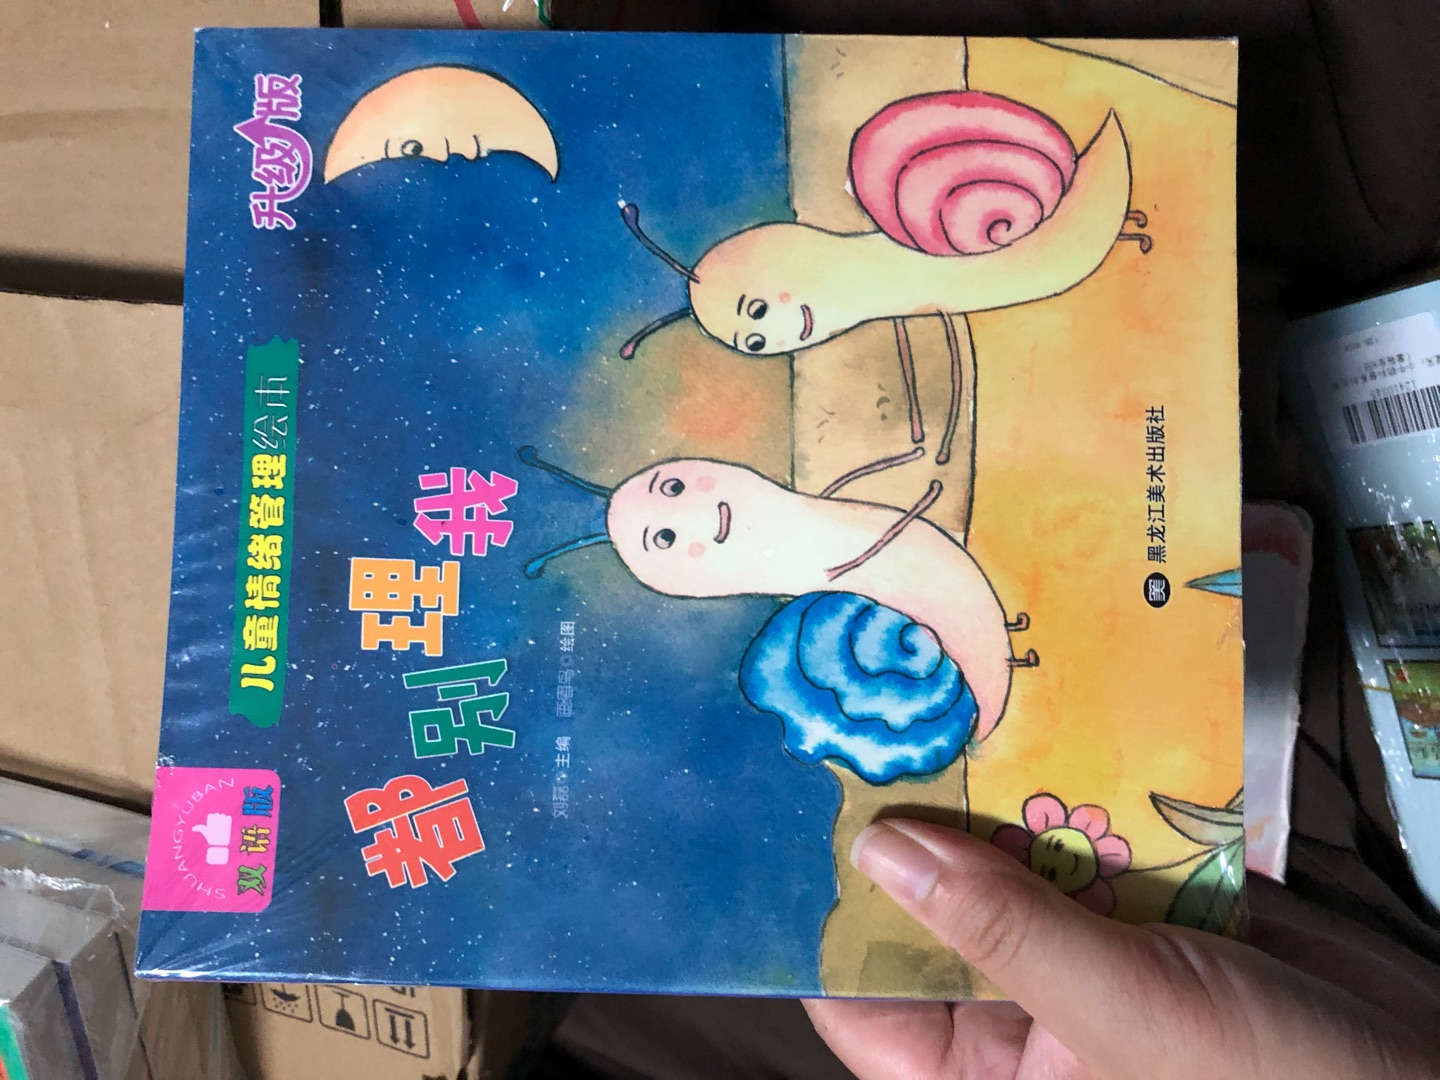 SHUANGYUBAN
双语版
儿童情绪管理绘本
升级版
都别理我
刘磊 主编 画眉鸟 绘图
美 黑龙江美术出版社